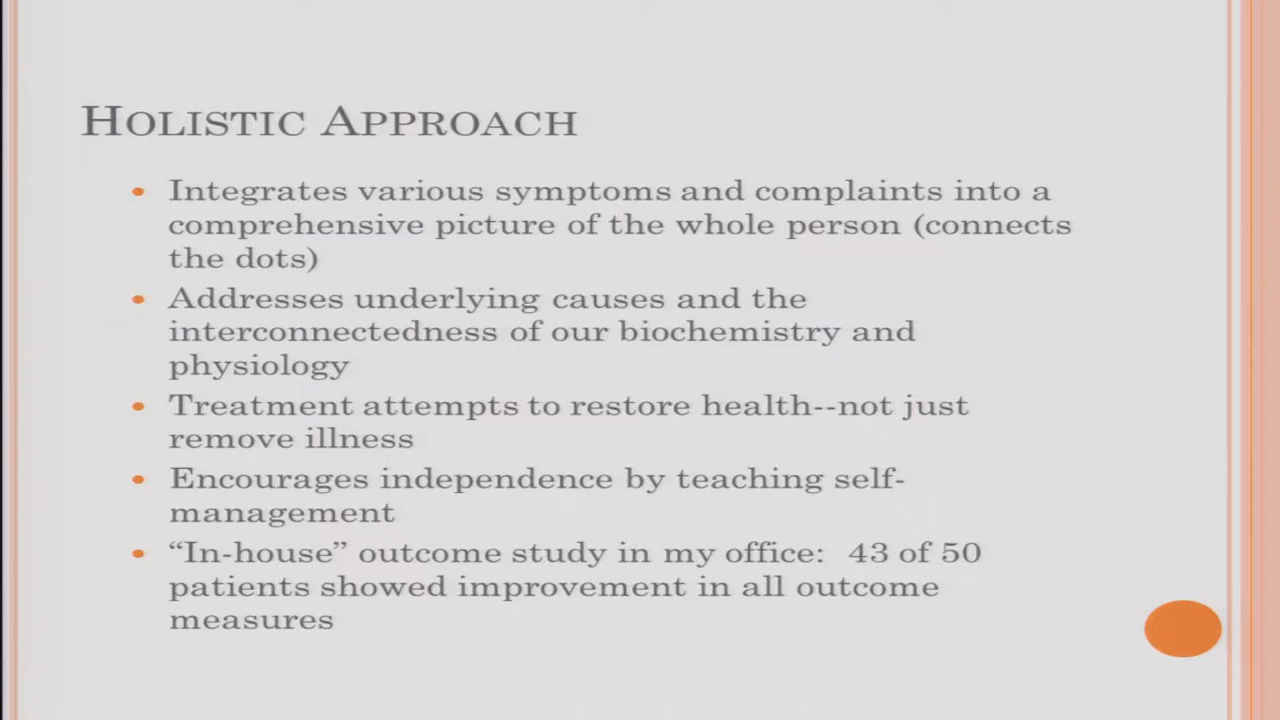 HOLISTIC APPROACH
• Integrates various symptoms and complaints into a
comprehensive picture of the whole person (connects
the dots)
• Addresses underlying causes and the
interconnectedness of our biochemistry and
physiology
• Treatment attempts to restore health--not just
remove illness
• Encourages independence by teaching self-
management
• “In-house” outcome study in my office:  43 of 50
patients showed improvement in all outcome
measures